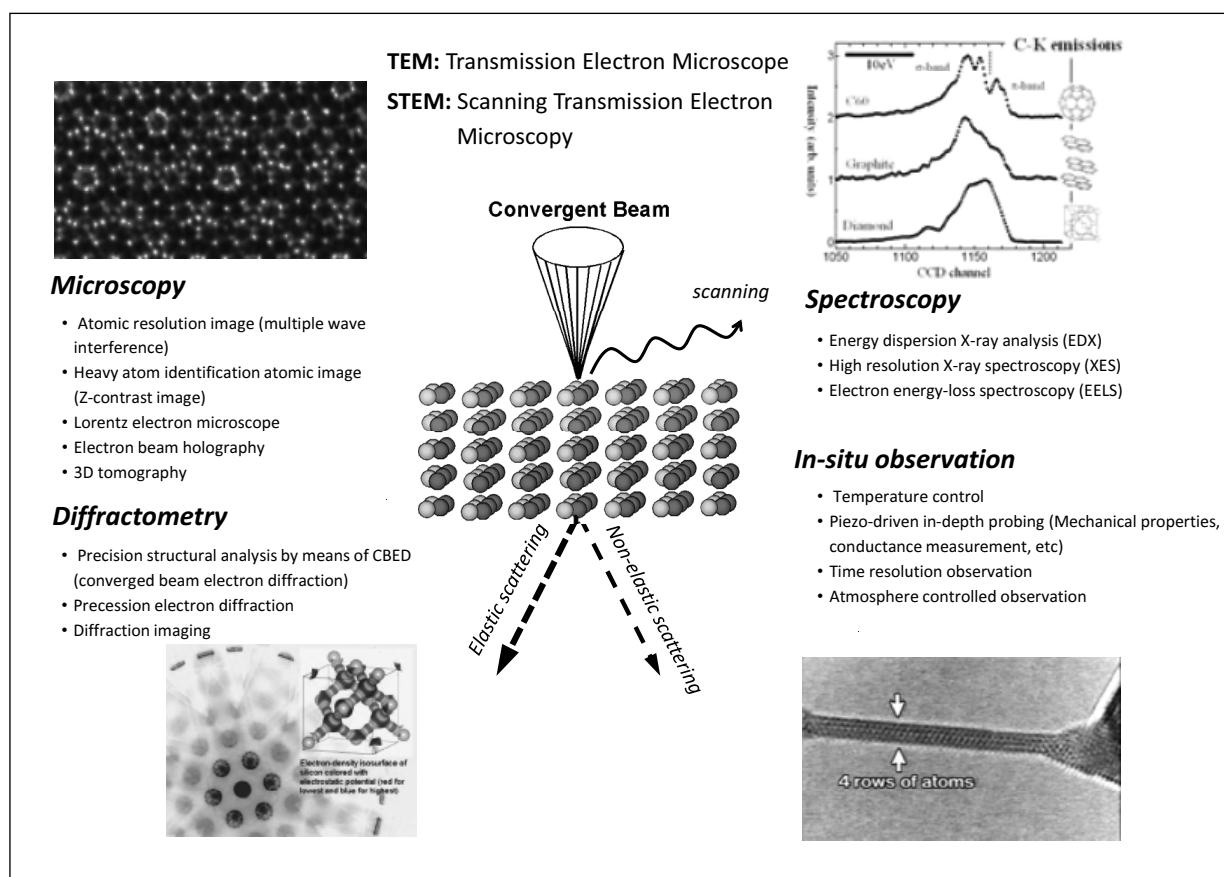 TEM: Transmission Electron Microscope
STEM: Scanning Transmission Electron
Microscopy
Convergent Beam
scanning
Elastic scattering
Non-elastic scattering
Microscopy
• Atomic resolution image (multiple wave
interference)
• Heavy atom identification atomic image
(Z-contrast image)
• Lorentz electron microscope
• Electron beam holography
• 3D tomography
Diffractometry
• Precision structural analysis by means of CBED
(converged beam electron diffraction)
• Precession electron diffraction
• Diffraction imaging
Electron-density isosurface of
silicon colored with
electrostatic potential (red for
lowest and blue for highest)
C-K emissions
10eV
σ-band
π-band
C60
Graphite
Diamond
Intensity (arb. units)
3
2
1
0
1050
1100
1150
1200
CCD channel
Spectroscopy
• Energy dispersion X-ray analysis (EDX)
• High resolution X-ray spectroscopy (XES)
• Electron energy-loss spectroscopy (EELS)
In-situ observation
• Temperature control
• Piezo-driven in-depth probing (Mechanical properties,
conductance measurement, etc)
• Time resolution observation
• Atmosphere controlled observation
4 rows of atoms